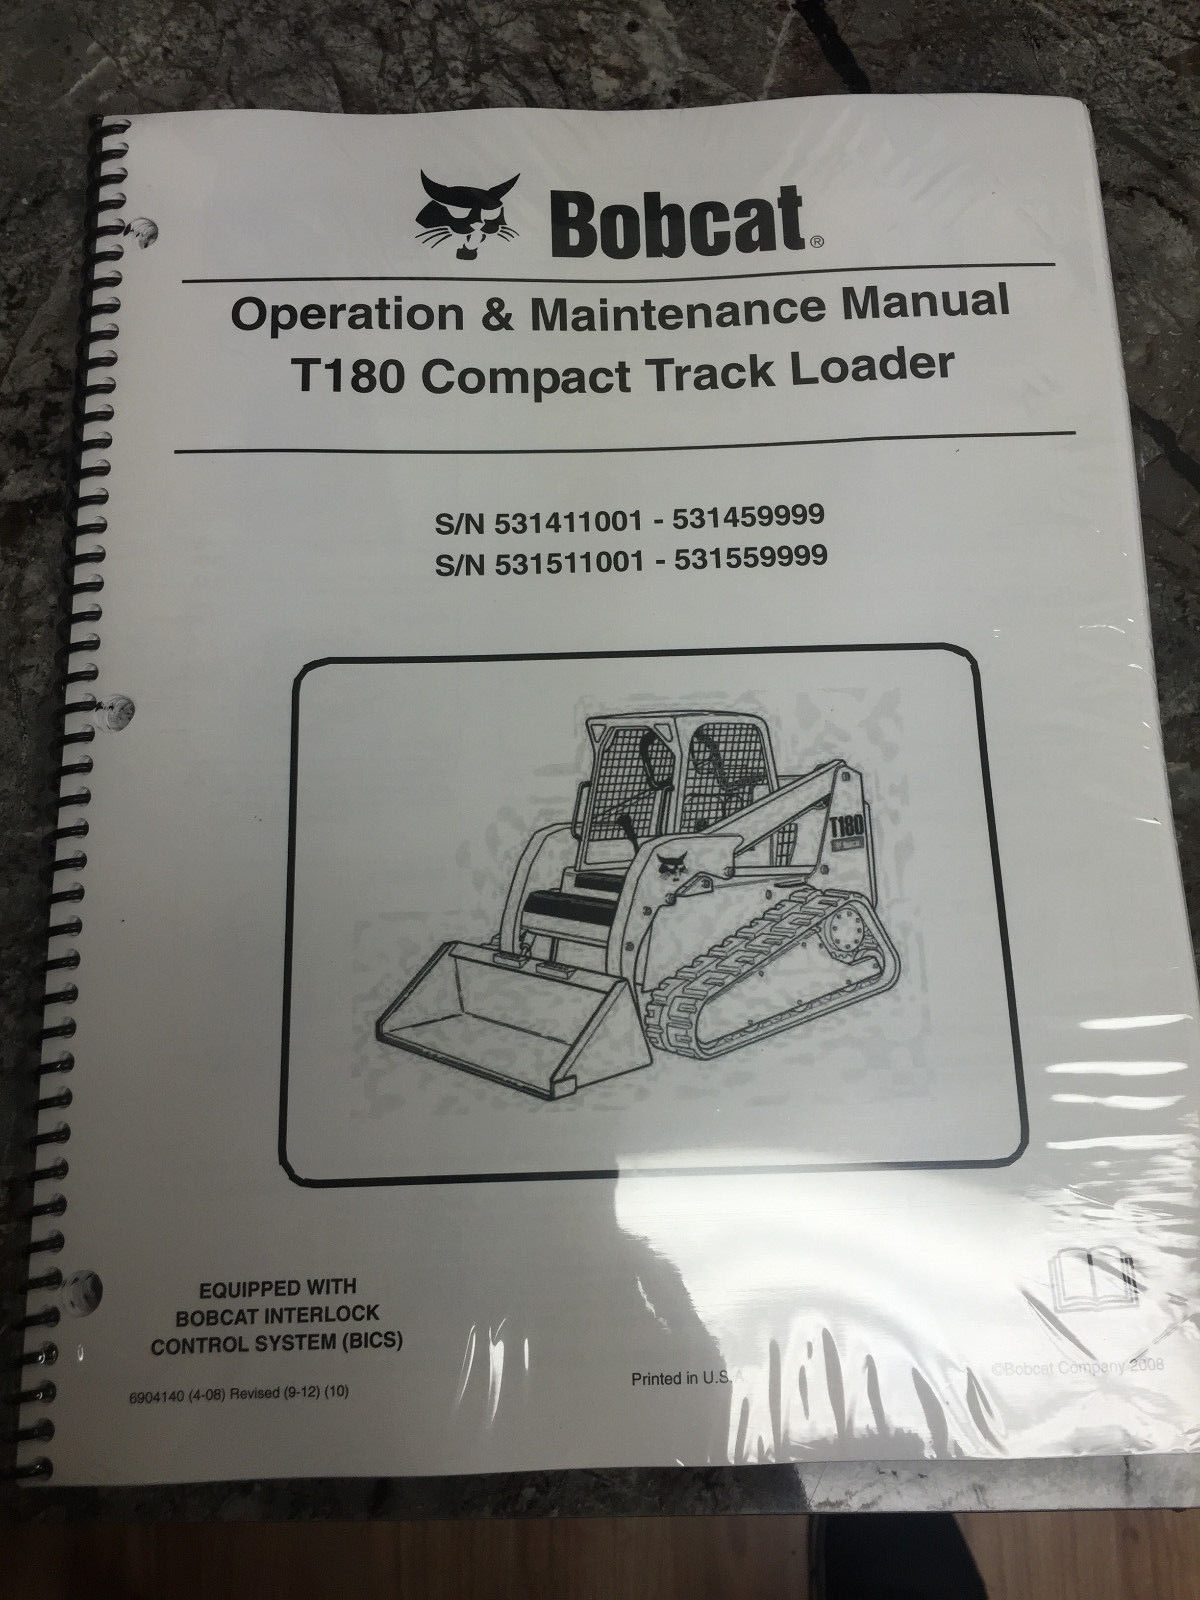 Bobcat®
Operation & Maintenance Manual
T180 Compact Track Loader
S/N 531411001 - 531459999
S/N 531511001 - 531559999
T180
EQUIPPED WITH
BOBCAT INTERLOCK
CONTROL SYSTEM (BICS)
6904140 (4-08) Revised (9-12) (10)
Printed in U.S.A.
©Bobcat Company 2008